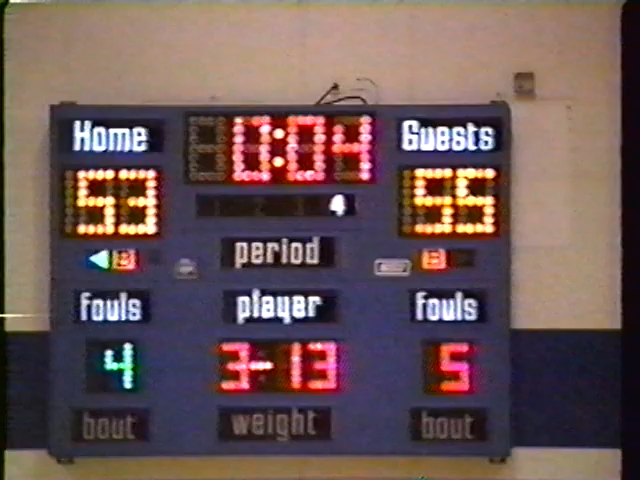 Home 0:04 Guests
53 1 2 3 4 55
B period B
fouls player fouls
4 3-13 5
bout weight bout